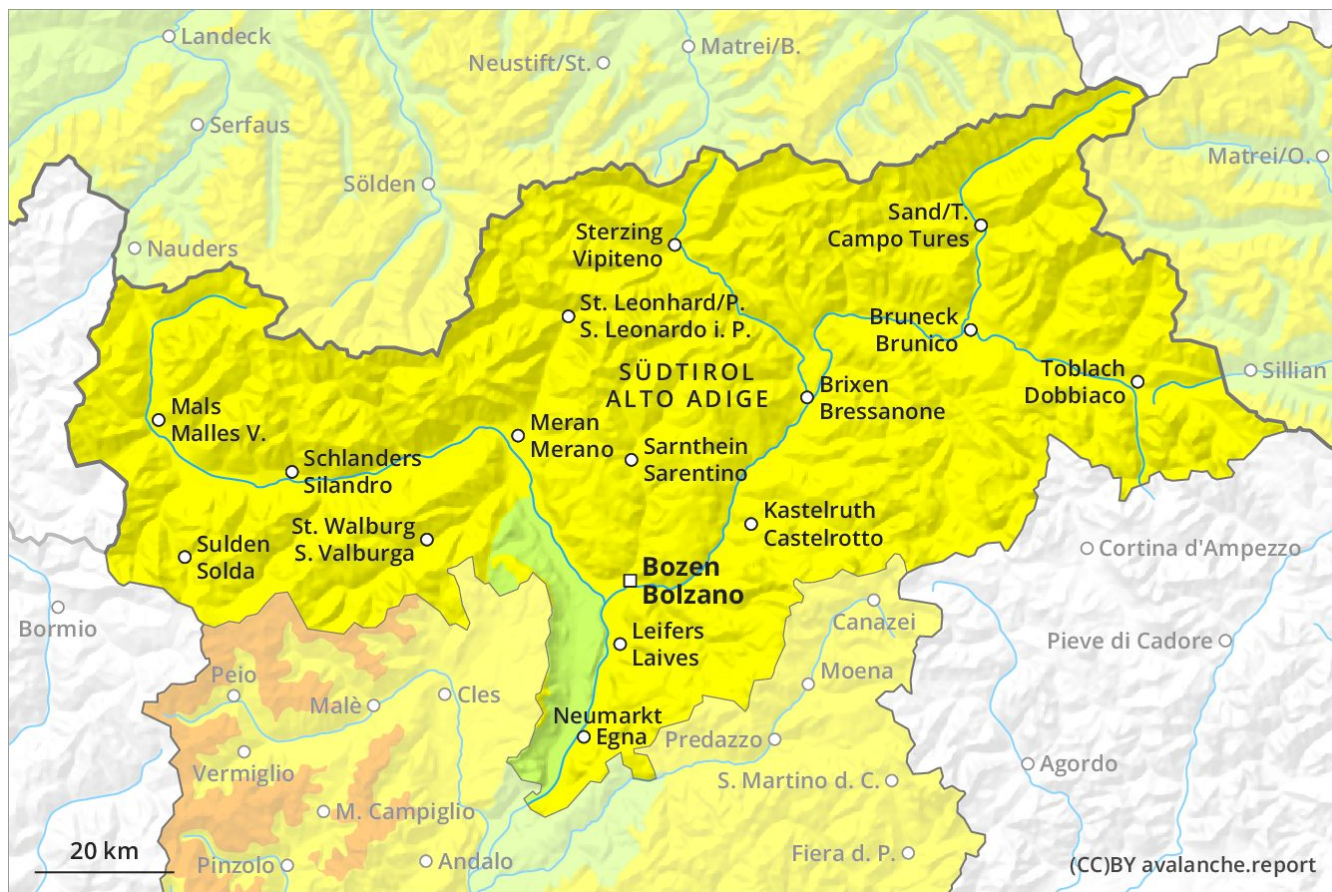 Landeck
Matrei/B.
Neustift/St.
Serfaus
Matrei/O.
Sölden
Sand/T.
Campo Tures
Sterzing
Vipiteno
Nauders
St. Leonhard/P.
S. Leonardo i. P.
Bruneck
Brunico
SÜDTIROL
ALTO ADIGE
Toblach
Dobbiaco
Sillian
Brixen
Bressanone
Mals
Malles V.
Meran
Merano
Schlanders
Silandro
Sarnthein
Sarentino
St. Walburg
S. Valburga
Kastelruth
Castelrotto
Sulden
Solda
Cortina d'Ampezzo
Bozen
Bolzano
Bormio
Canazei
Leifers
Laives
Pieve di Cadore
Peio
Moena
Malè
Cles
Neumarkt
Egna
Predazzo
Vermiglio
Agordo
S. Martino d. C.
M. Campiglio
20 km
Pinzolo
Andalo
Fiera d. P.
(CC)BY avalanche.report